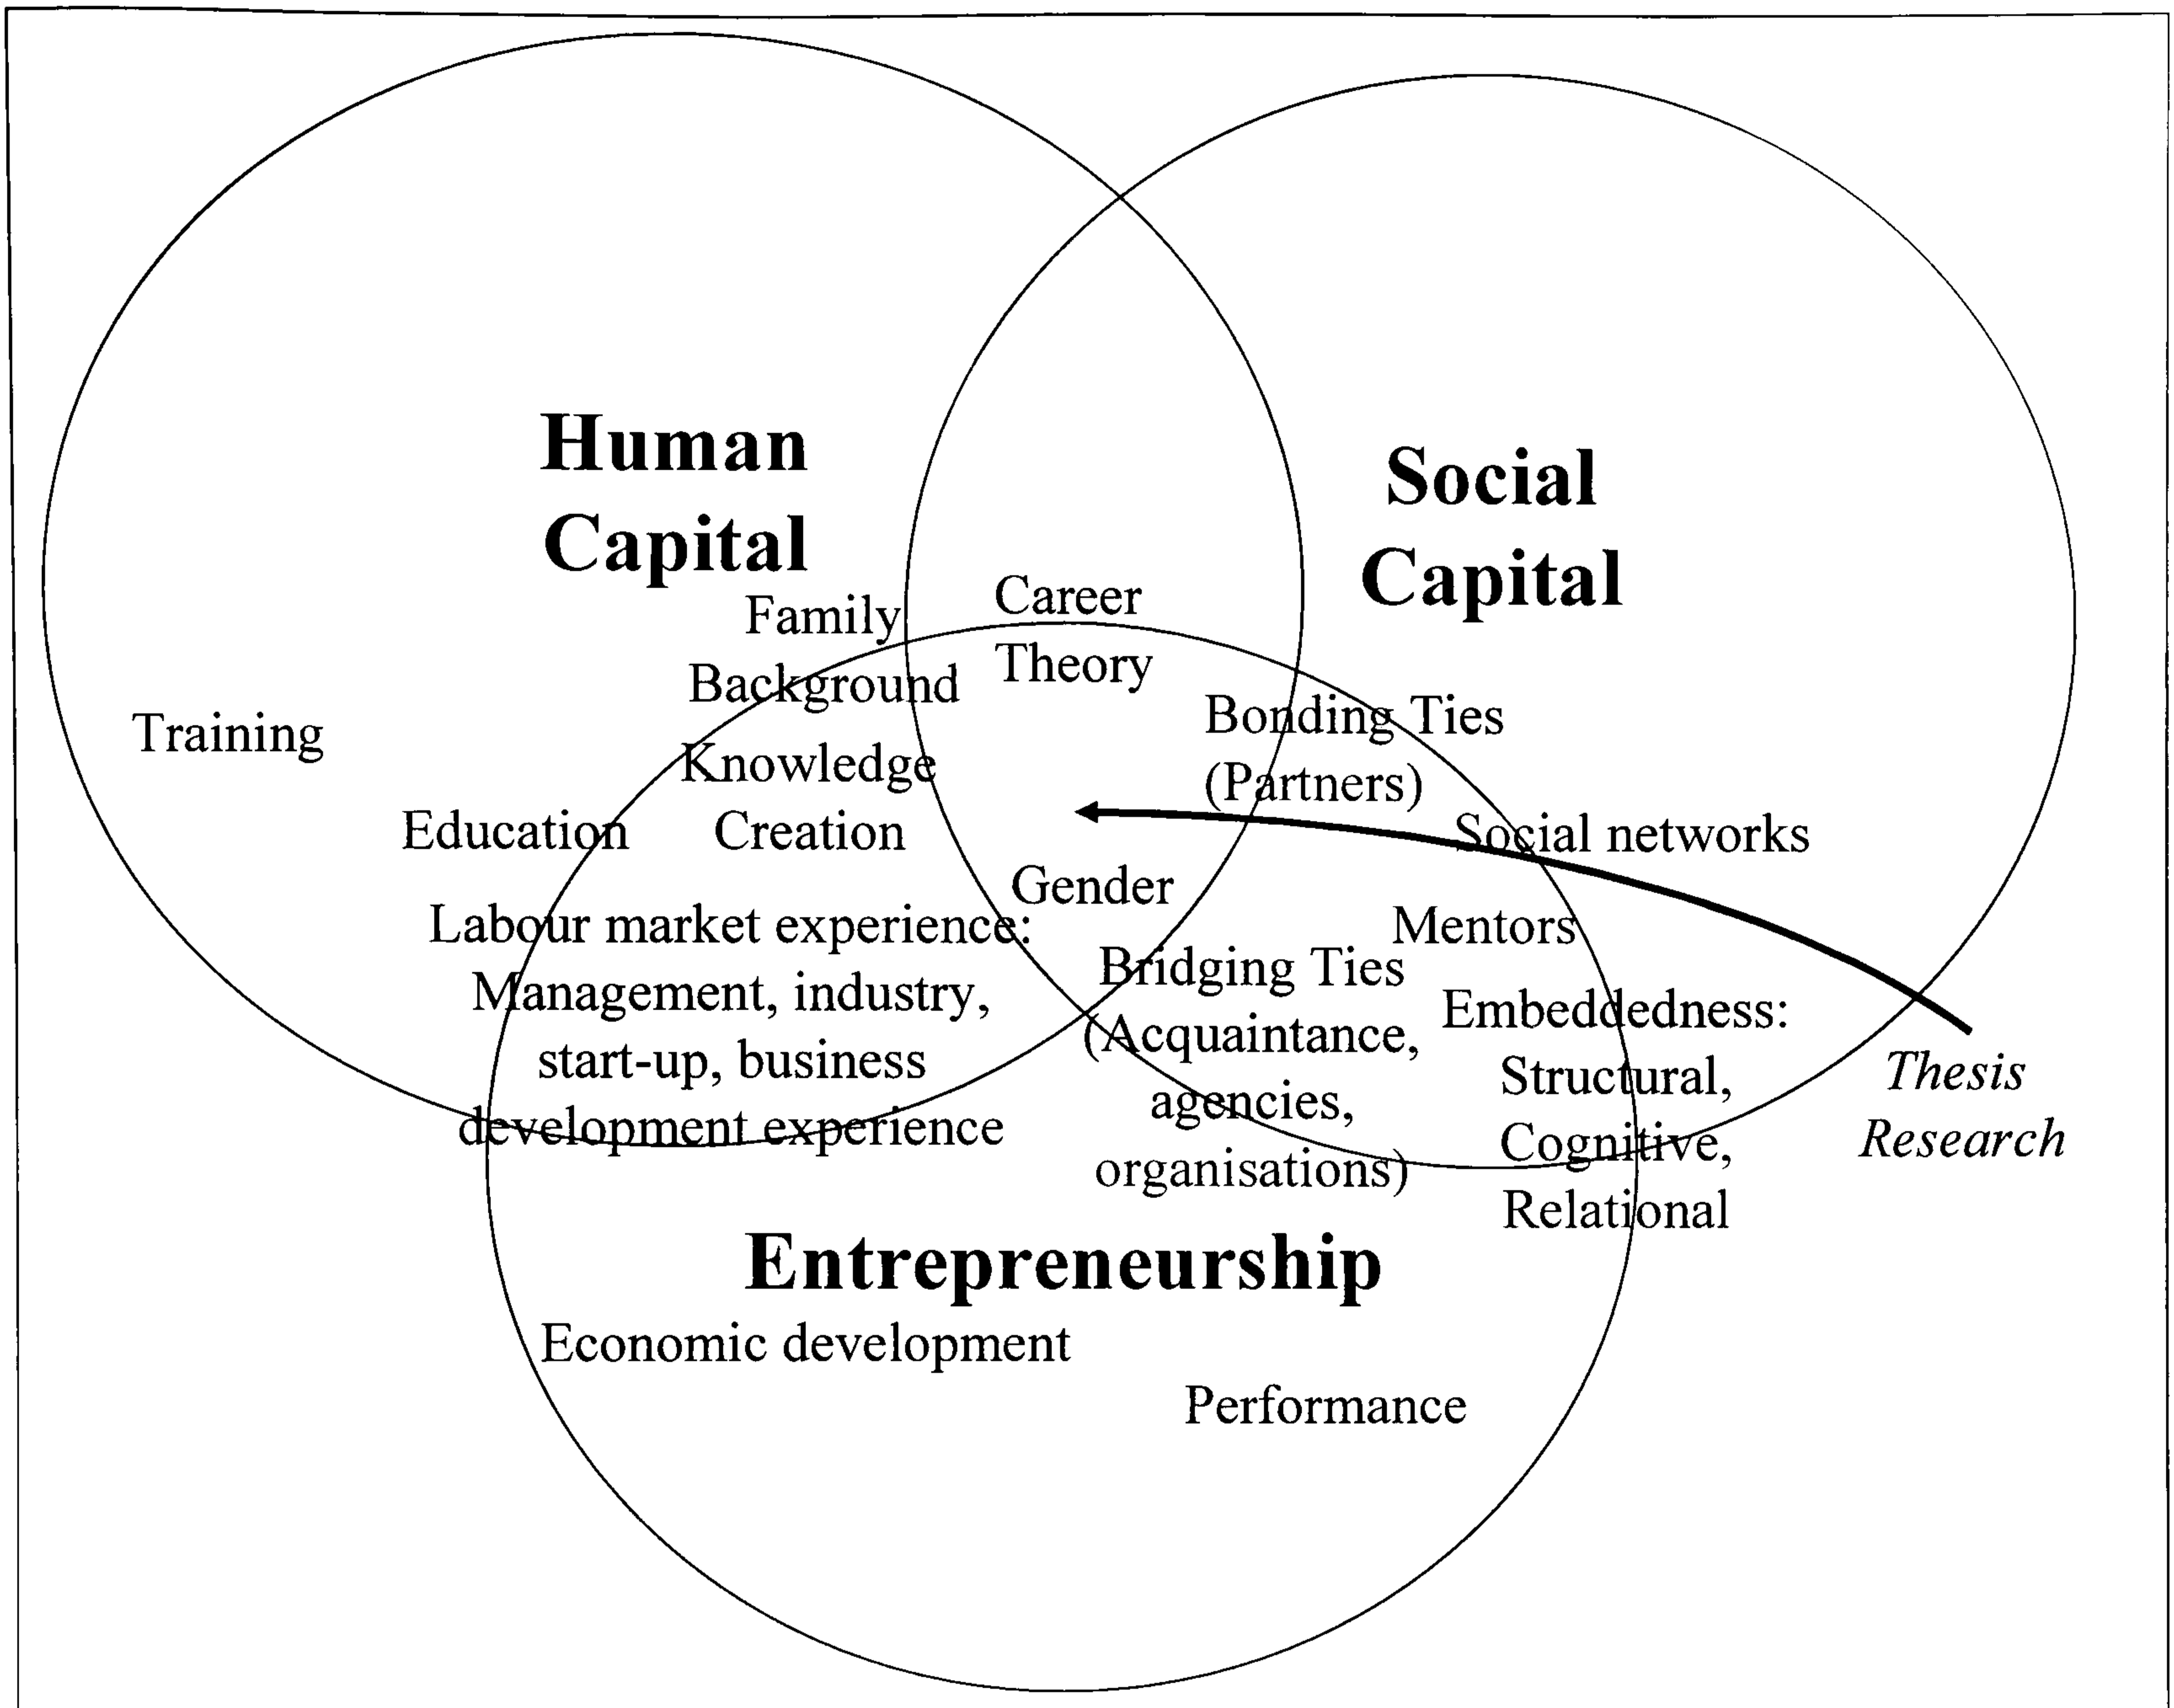 Human
Capital
Social
Capital
Family
Background
Career
Theory
Training
Knowledge
Creation
Education
Bonding Ties
(Partners)
Social networks
Gender
Labour market experience:
Management, industry,
start-up, business
development experience
Mentors
Bridging Ties
(Acquaintance,
agencies,
organisations)
Embeddedness:
Structural,
Cognitive,
Relational
Thesis
Research
Entrepreneurship
Economic development
Performance